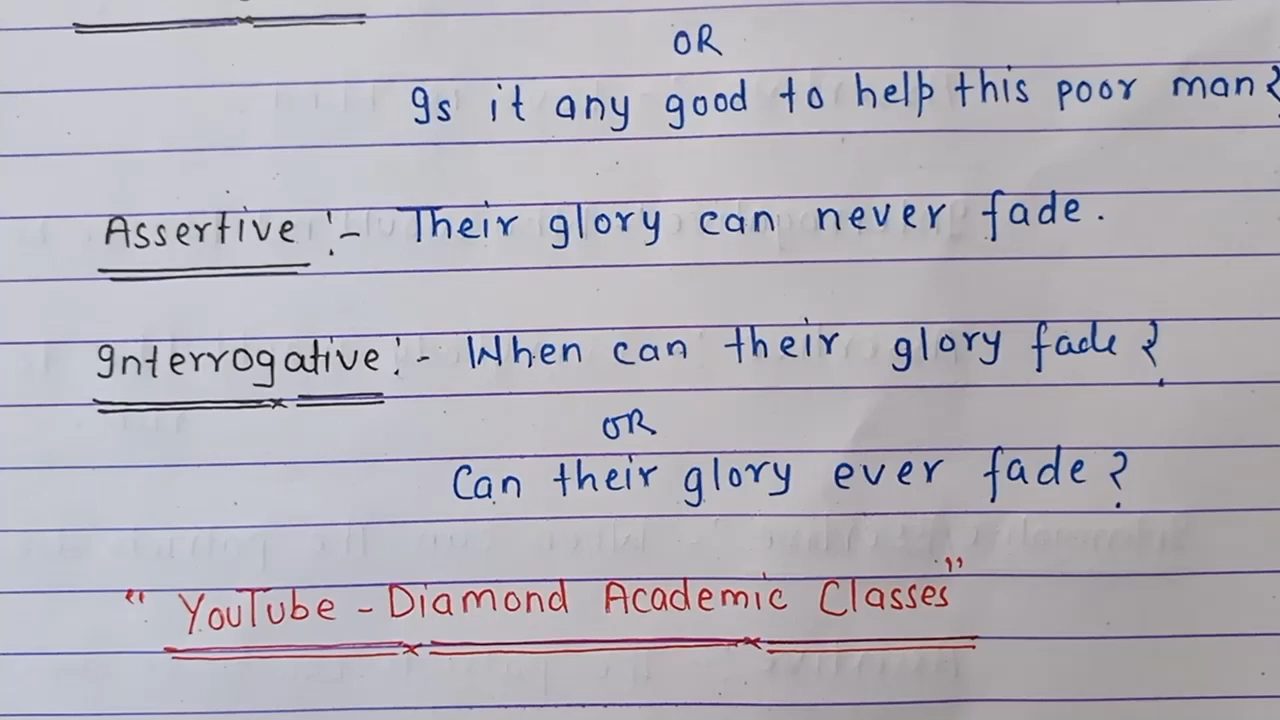 OR
Is it any good to help this poor man?
Assertive :- Their glory can never fade.
Interrogative :- When can their glory fade ?
OR
Can their glory ever fade ?
" YouTube - Diamond Academic Classes"